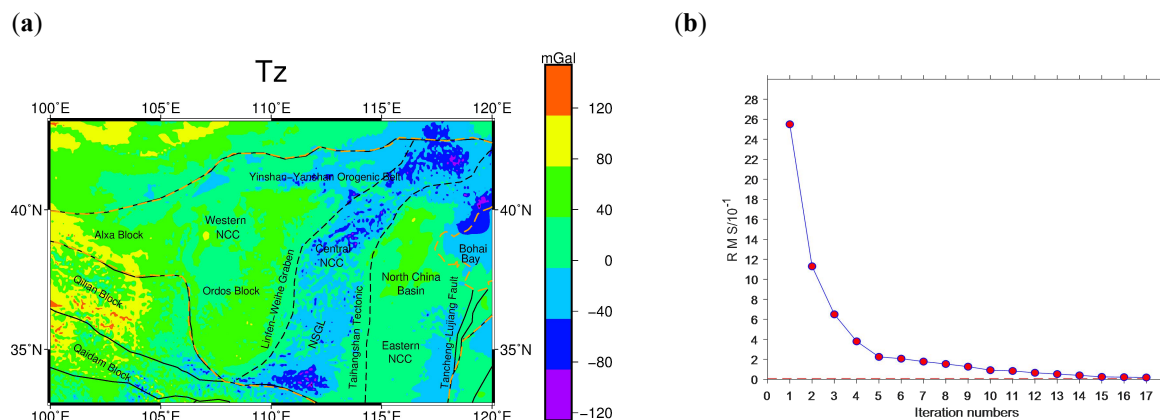 (a)
(b)
Tz
mGal
100°E
105°E
110°E
115°E
120°E
120
80
40
0
−40
−80
−120
40°N
35°N
40°N
35°N
Yinshan−Yanshan Orogenic Belt
Western
NCC
Alxa Block
Central
NCC
Bohai
Bay
Qilian Block
Ordos Block
Linfen−Weihe Graben
North China
Basin
NSGL
Taihangshan Tectonic
Tancheng−Lujiang Fault
Eastern
NCC
Qaidam Block
100°E
105°E
110°E
115°E
120°E
R M S/10⁻¹
28
26
24
22
20
18
16
14
12
10
8
6
4
2
0
0 1 2 3 4 5 6 7 8 9 10 11 12 13 14 15 16 17
Iteration numbers